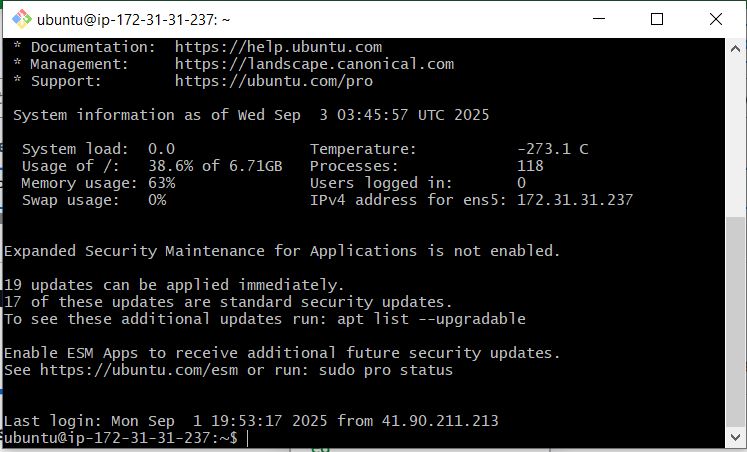 ubuntu@ip-172-31-31-237: ~
* Documentation:  https://help.ubuntu.com
* Management:     https://landscape.canonical.com
* Support:        https://ubuntu.com/pro
System information as of Wed Sep  3 03:45:57 UTC 2025
System load:  0.0                Temperature:           -273.1 C
Usage of /:   38.6% of 6.71GB   Processes:             118
Memory usage: 63%               Users logged in:       0
Swap usage:   0%                IPv4 address for ens5: 172.31.31.237
Expanded Security Maintenance for Applications is not enabled.
19 updates can be applied immediately.
17 of these updates are standard security updates.
To see these additional updates run: apt list --upgradable
Enable ESM Apps to receive additional future security updates.
See https://ubuntu.com/esm or run: sudo pro status
Last login: Mon Sep  1 19:53:17 2025 from 41.90.211.213
ubuntu@ip-172-31-31-237:~$